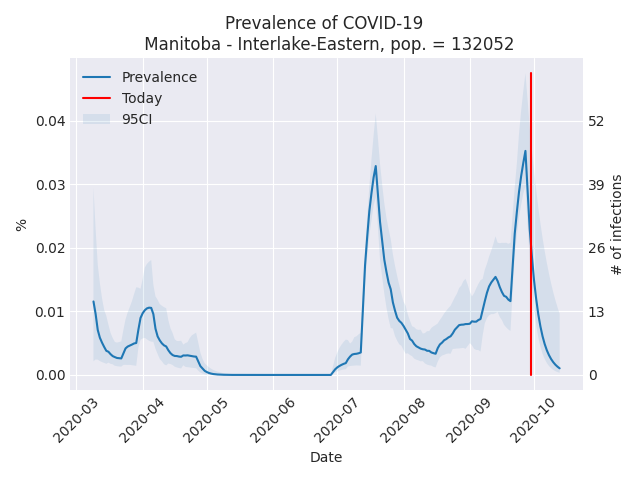 Prevalence of COVID-19
Manitoba - Interlake-Eastern, pop. = 132052
Prevalence
Today
95CI
0.04
0.03
0.02
0.01
0.00
%
52
39
26
13
0
# of infections
2020-03
2020-04
2020-05
2020-06
2020-07
2020-08
2020-09
2020-10
Date